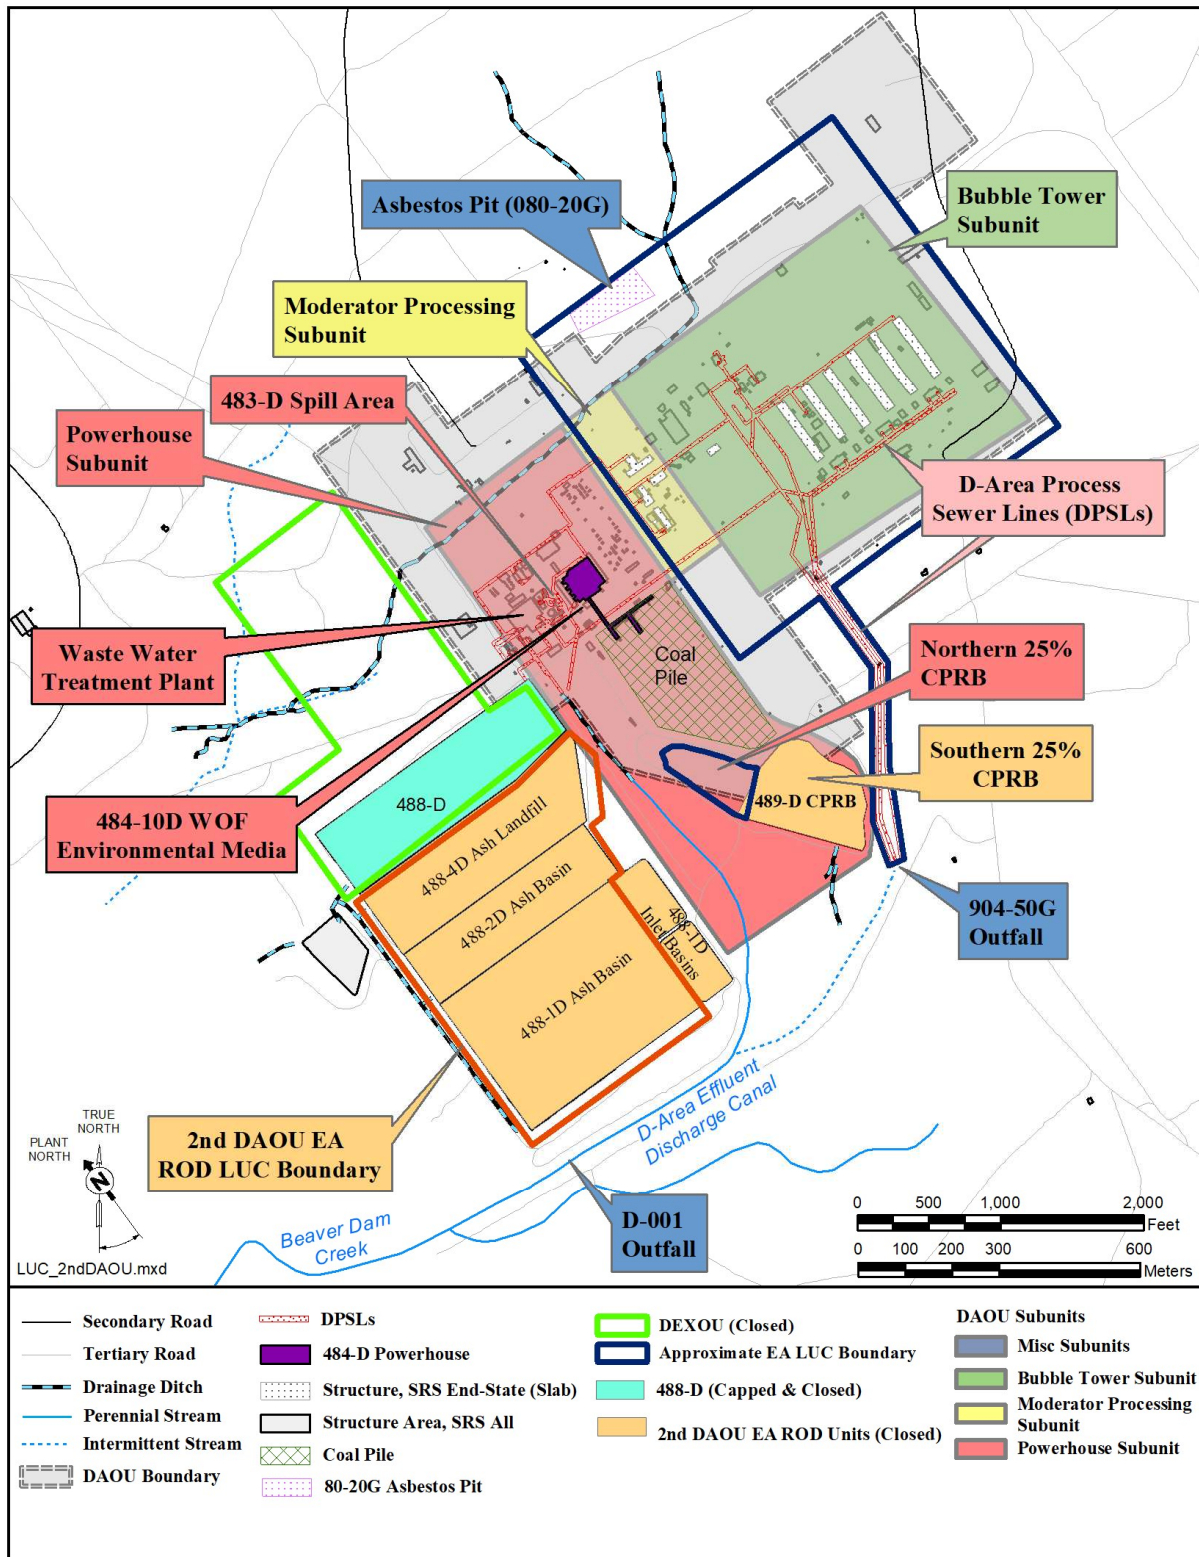 Asbestos Pit (080-20G)
Bubble Tower
Subunit
Moderator Processing
Subunit
483-D Spill Area
Powerhouse
Subunit
D-Area Process
Sewer Lines (DPSLs)
Waste Water
Treatment Plant
Coal
Pile
Northern 25%
CPRB
Southern 25%
CPRB
488-D
489-D CPRB
484-10D WOF
Environmental Media
488-4D Ash Landfill
488-2D Ash Basin
488-1D
Inlet Basins
488-1D Ash Basin
904-50G
Outfall
2nd DAOU EA
ROD LUC Boundary
D-Area Effluent
Discharge Canal
D-001
Outfall
Beaver Dam
Creek
TRUE
NORTH
PLANT
NORTH
N
LUC_2ndDAOU.mxd
0 500 1,000 2,000
Feet
0 100 200 300 600
Meters
Secondary Road
Tertiary Road
Drainage Ditch
Perennial Stream
Intermittent Stream
DAOU Boundary
DPSLs
484-D Powerhouse
Structure, SRS End-State (Slab)
Structure Area, SRS All
Coal Pile
80-20G Asbestos Pit
DEXOU (Closed)
Approximate EA LUC Boundary
488-D (Capped & Closed)
2nd DAOU EA ROD Units (Closed)
DAOU Subunits
Misc Subunits
Bubble Tower Subunit
Moderator Processing
Subunit
Powerhouse Subunit